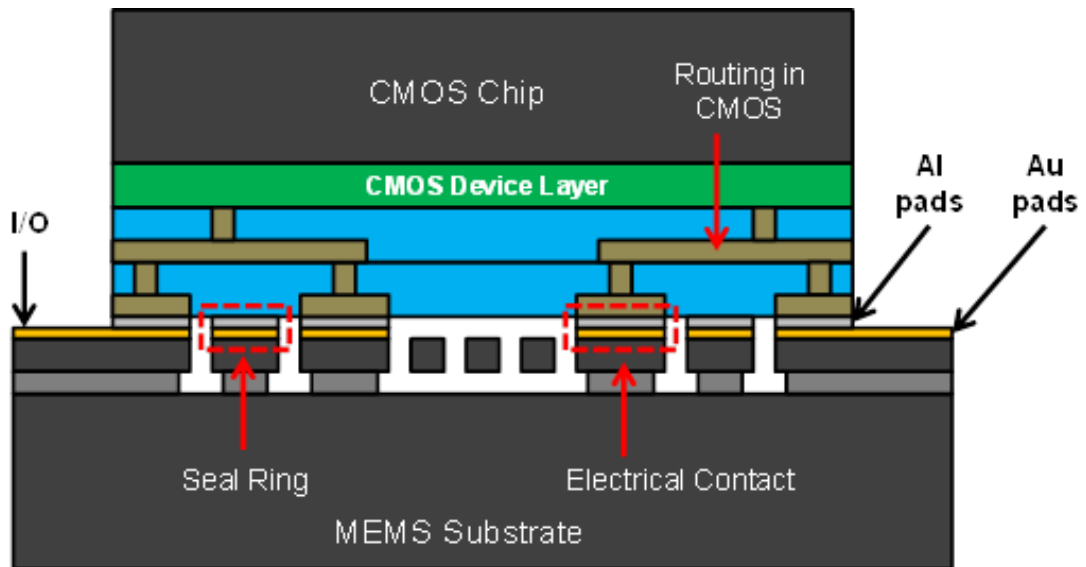 CMOS Chip
Routing in
CMOS
CMOS Device Layer
Al
pads
Au
pads
I/O
Seal Ring
Electrical Contact
MEMS Substrate